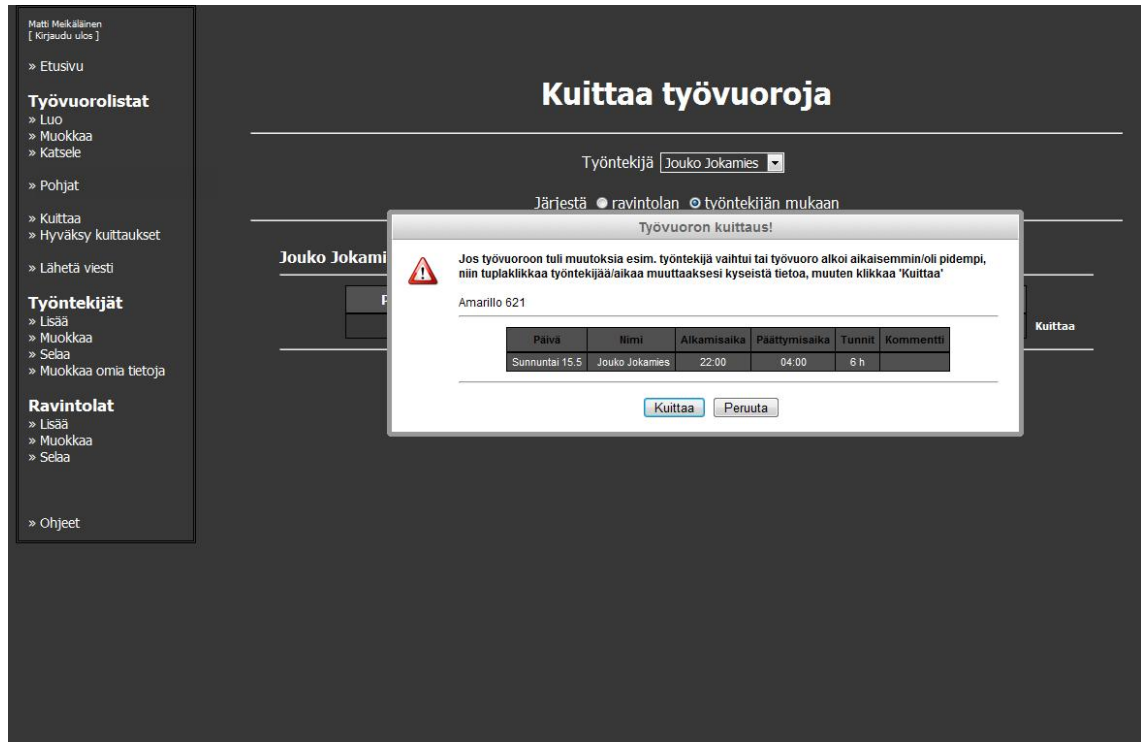 Matti Meikäläinen
[ Kirjaudu ulos ]
» Etusivu
Työvuorolistat
» Luo
» Muokkaa
» Katsele
» Pohjat
» Kuittaa
» Hyväksy kuittaukset
» Lähetä viesti
Työntekijät
» Lisää
» Muokkaa
» Selaa
» Muokkaa omia tietoja
Ravintolat
» Lisää
» Muokkaa
» Selaa
» Ohjeet
Kuittaa työvuoroja
Työntekijä Jouko Jokamies
Järjestä ravintolan työntekijän mukaan
Jouko Jokami
P
Kuittaa
Työvuoron kuittaus!
Jos työvuoroon tuli muutoksia esim. työntekijä vaihtui tai työvuoro alkoi aikaisemmin/oli pidempi,
niin tuplaklikkaa työntekijää/aikaa muuttaaksesi kyseistä tietoa, muuten klikkaa 'Kuittaa'
Amarillo 621
Päivä Nimi Alkamisaika Päättymisaika Tunnit Kommentti
Sunnuntai 15.5 Jouko Jokamies 22:00 04:00 6 h
Kuittaa Peruuta